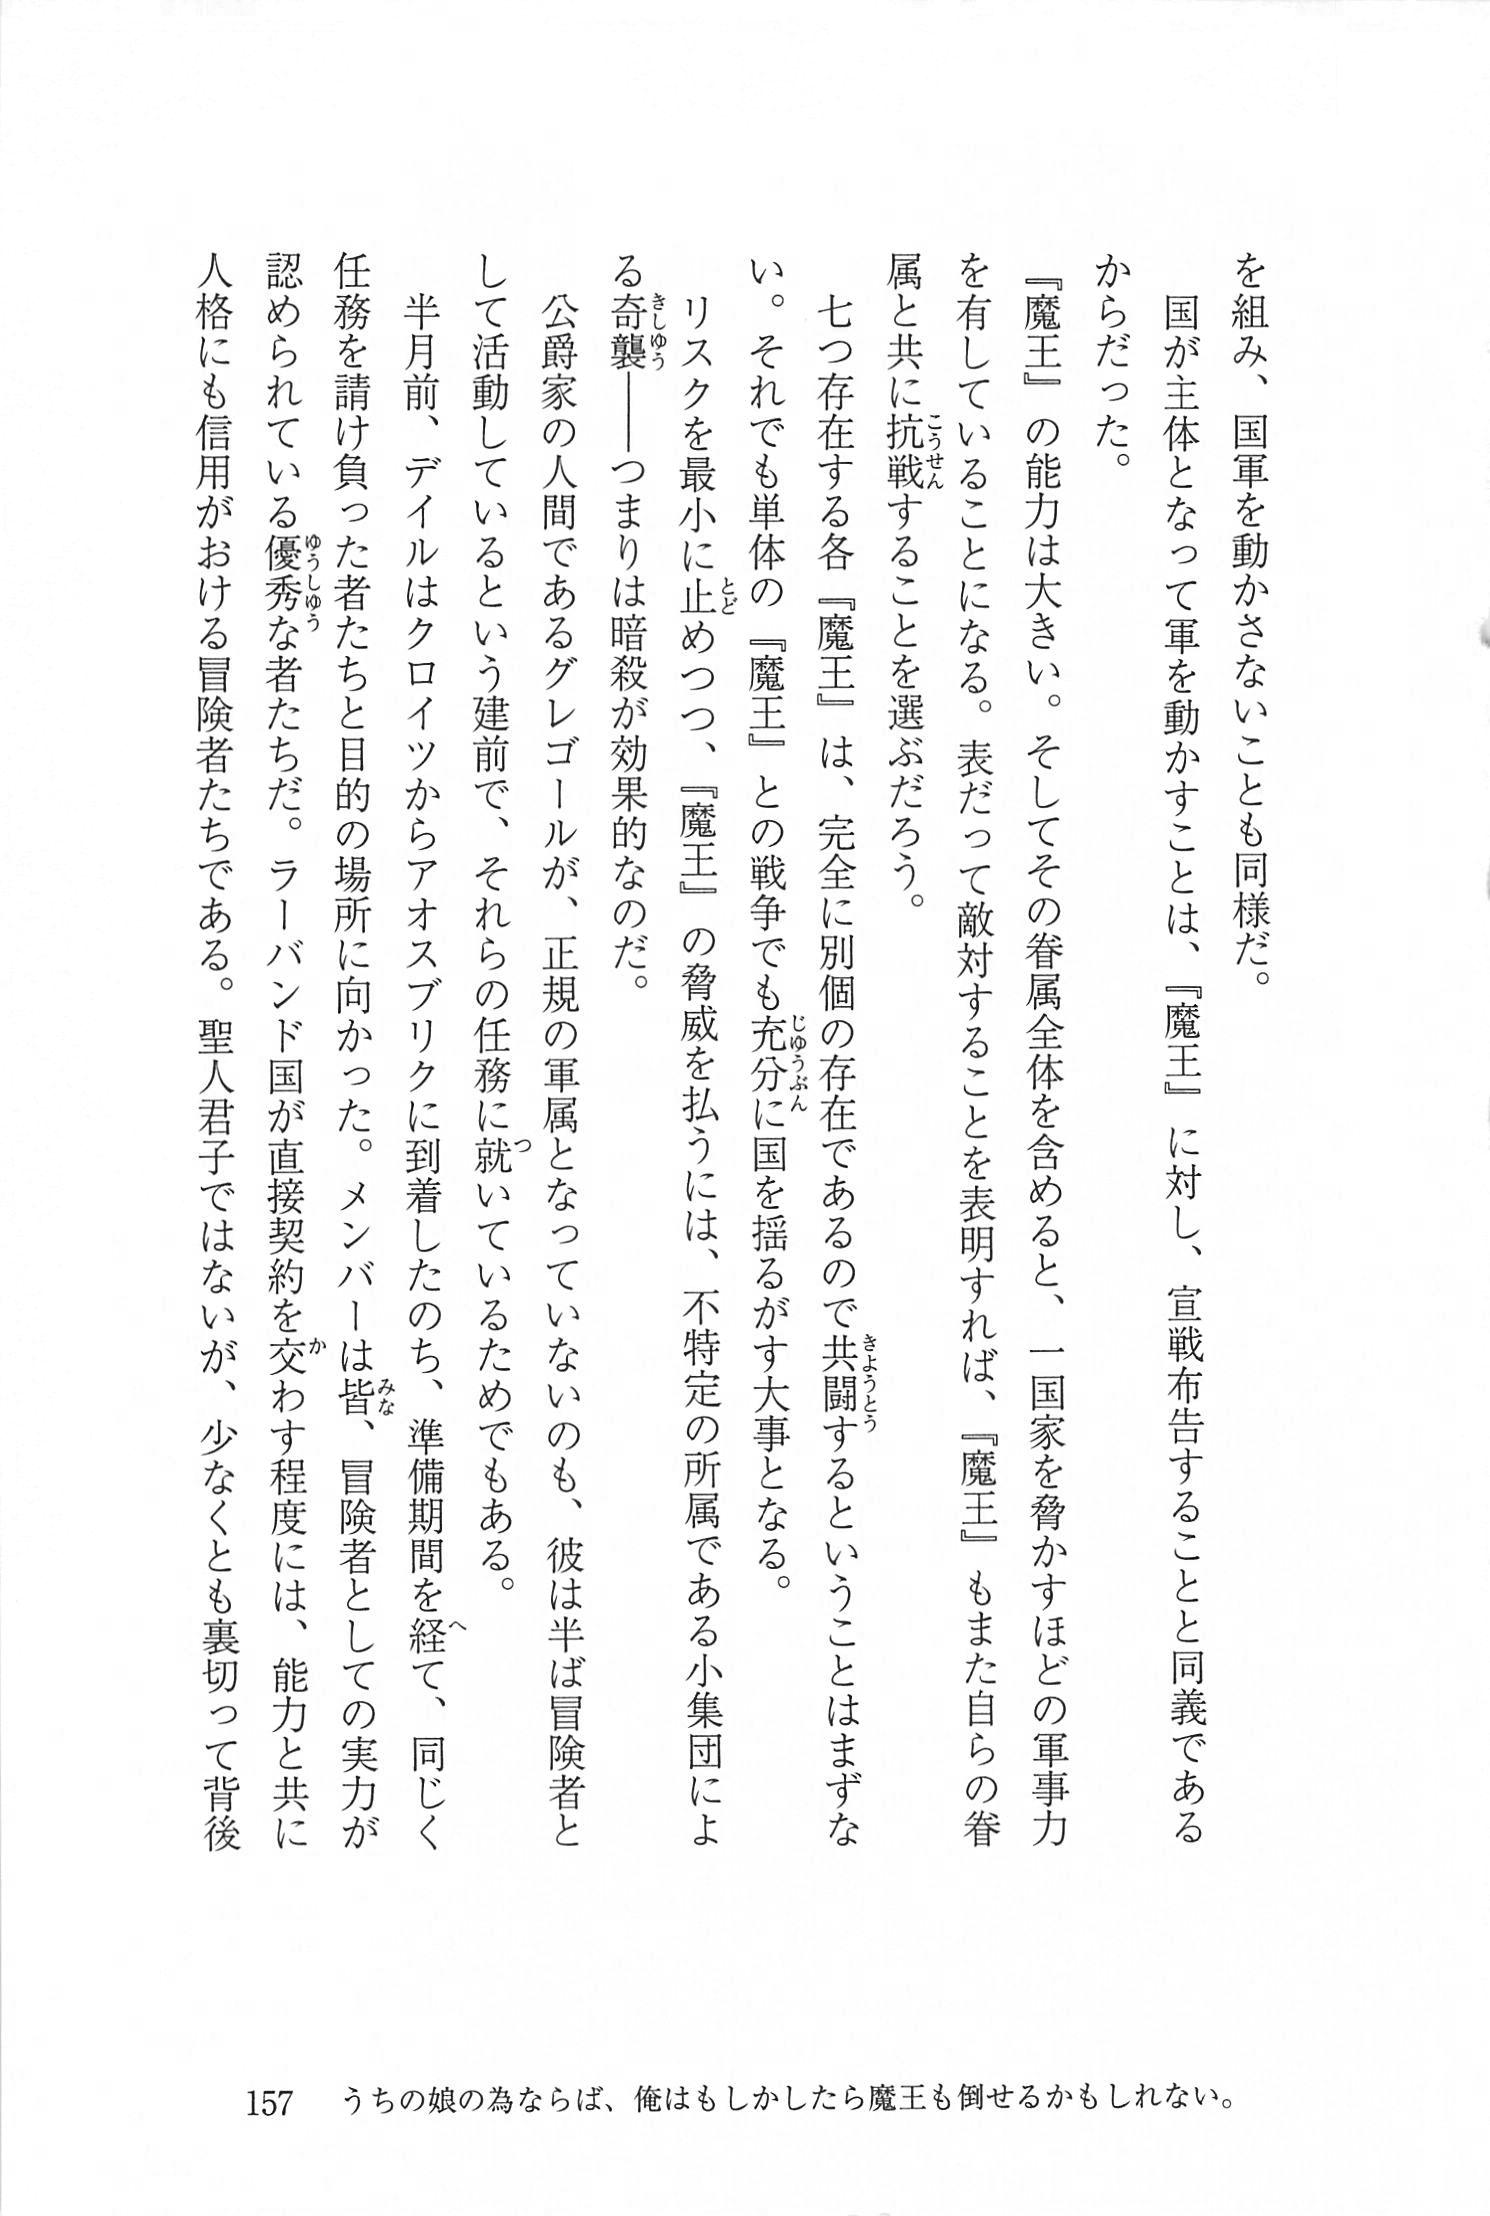 を組み、国軍を動かさないことも同様だ。
国が主体となって軍を動かすことは、『魔王』に対し、宣戦布告することと同義である
からだった。
『魔王』の能力は大きい。そしてその眷属全体を含めると、一国家を脅かすほどの軍事力
を有していることになる。表だって敵対することを表明すれば、『魔王』もまた自らの眷
属と共に抗戦することを選ぶだろう。
七つ存在する各『魔王』は、完全に別個の存在であるので共闘するということはまずな
い。それでも単体の『魔王』との戦争でも充分に国を揺るがす大事となる。
リスクを最小に止めつつ、『魔王』の脅威を払うには、不特定の所属である小集団によ
る奇襲――つまりは暗殺が効果的なのだ。
公爵家の人間であるグレゴールが、正規の軍属となっていないのも、彼は半ば冒険者と
して活動しているという建前で、それらの任務に就いているためでもある。
半月前、デイルはクロイツからアオスブリクに到着したのち、準備期間を経て、同じく
任務を請け負った者たちと目的の場所に向かった。メンバーは皆、冒険者としての実力が
認められている優秀な者たちだ。ラーバンド国が直接契約を交わす程度には、能力と共に
人格にも信用がおける冒険者たちである。聖人君子ではないが、少なくとも裏切って背後
157 うちの娘の為ならば、俺はもしかしたら魔王も倒せるかもしれない。